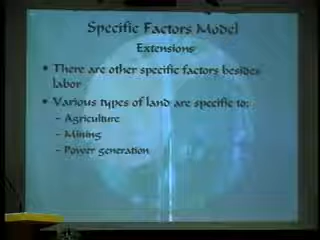 Specific Factors Model
Extensions
• There are other specific factors besides
labor
• Various types of land are specific to:
– Agriculture
– Mining
– Power generation